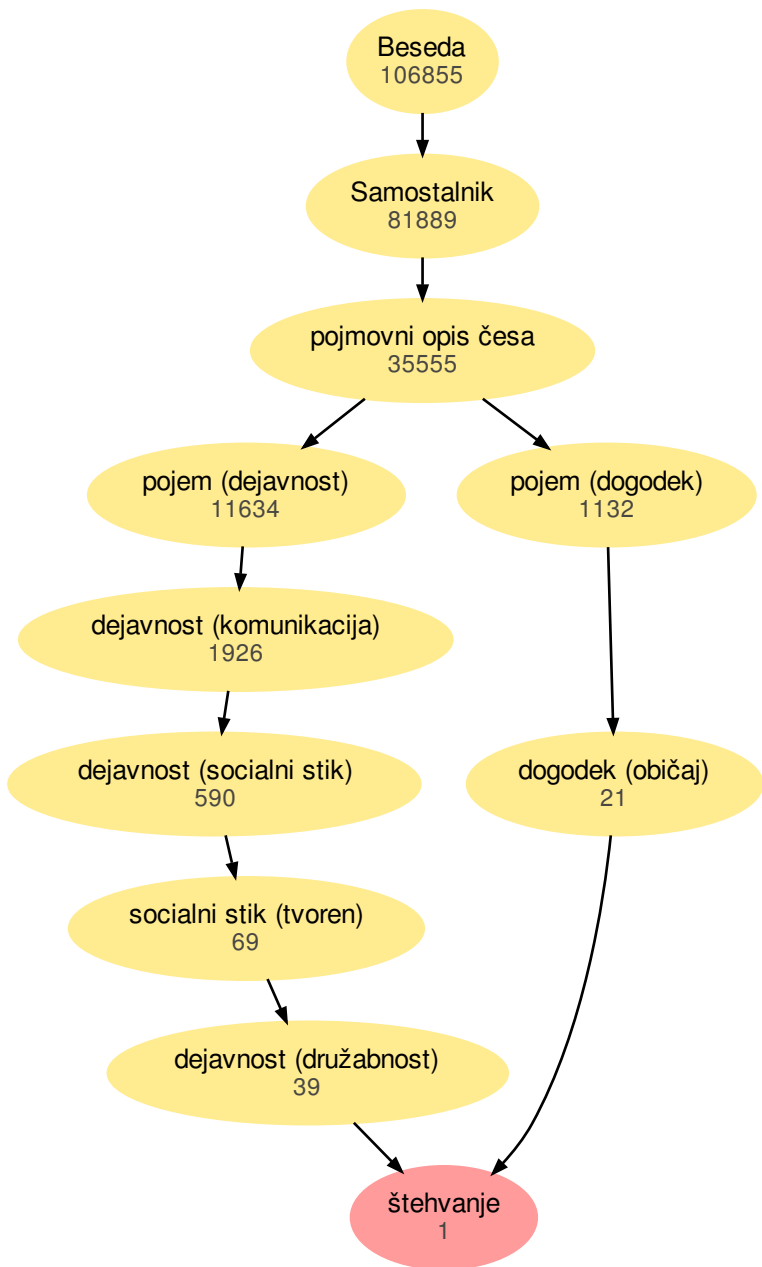 Beseda
106855
Samostalnik
81889
pojmovni opis česa
35555
pojem (dejavnost)
11634
pojem (dogodek)
1132
dejavnost (komunikacija)
1926
dejavnost (socialni stik)
590
dogodek (običaj)
21
socialni stik (tvoren)
69
dejavnost (družabnost)
39
štehvanje
1